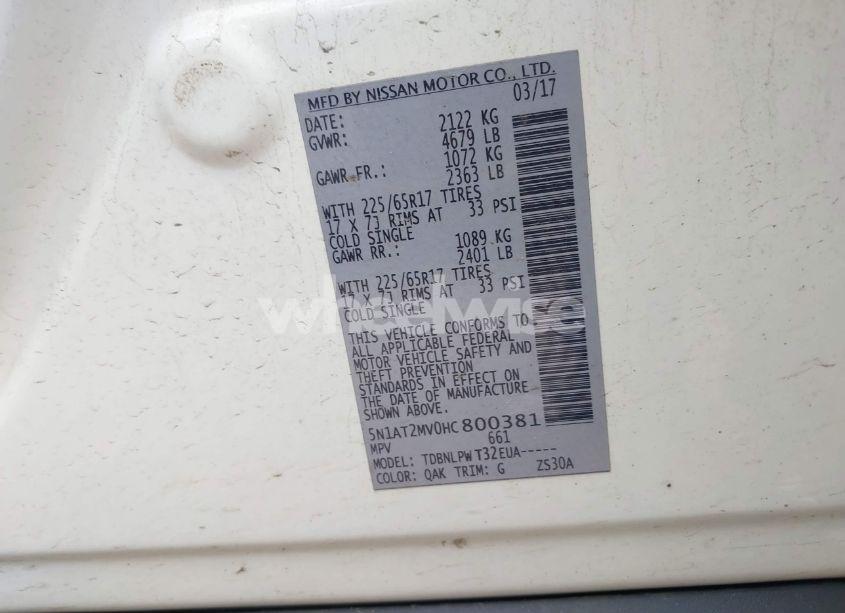 MFD BY NISSAN MOTOR CO., LTD.
DATE: 03/17
GVWR: 2122 KG
4679 LB
GAWR FR.: 1072 KG
2363 LB
WITH 225/65R17 TIRES
17 X 7J RIMS AT 33 PSI
COLD SINGLE
GAWR RR.: 1089 KG
2401 LB
WITH 225/65R17 TIRES
17 X 7J RIMS AT 33 PSI
COLD SINGLE
THIS VEHICLE CONFORMS TO
ALL APPLICABLE FEDERAL
MOTOR VEHICLE SAFETY AND
THEFT PREVENTION
STANDARDS IN EFFECT ON
THE DATE OF MANUFACTURE
SHOWN ABOVE.
5N1AT2MV0HC800381
MPV 661
MODEL: TDBNLPW T32EUA-----
COLOR: QAK TRIM: G ZS30A
wheelwise